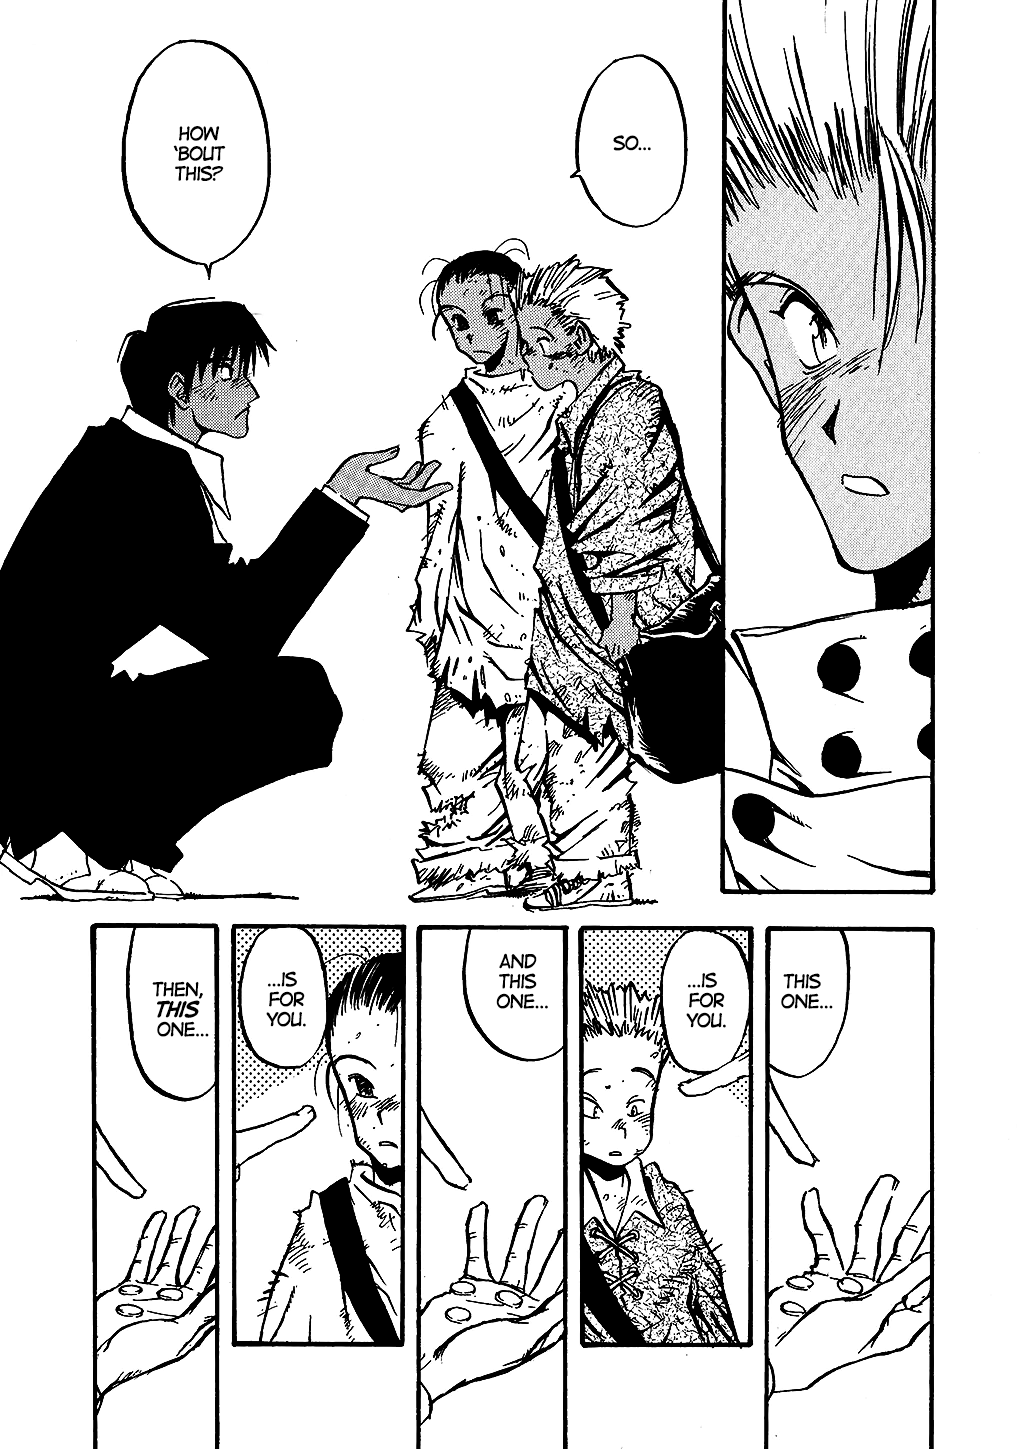 SO...
HOW
'BOUT
THIS?
THIS
ONE...
...IS
FOR
YOU.
AND
THIS
ONE...
...IS
FOR
YOU.
THEN,
THIS
ONE...